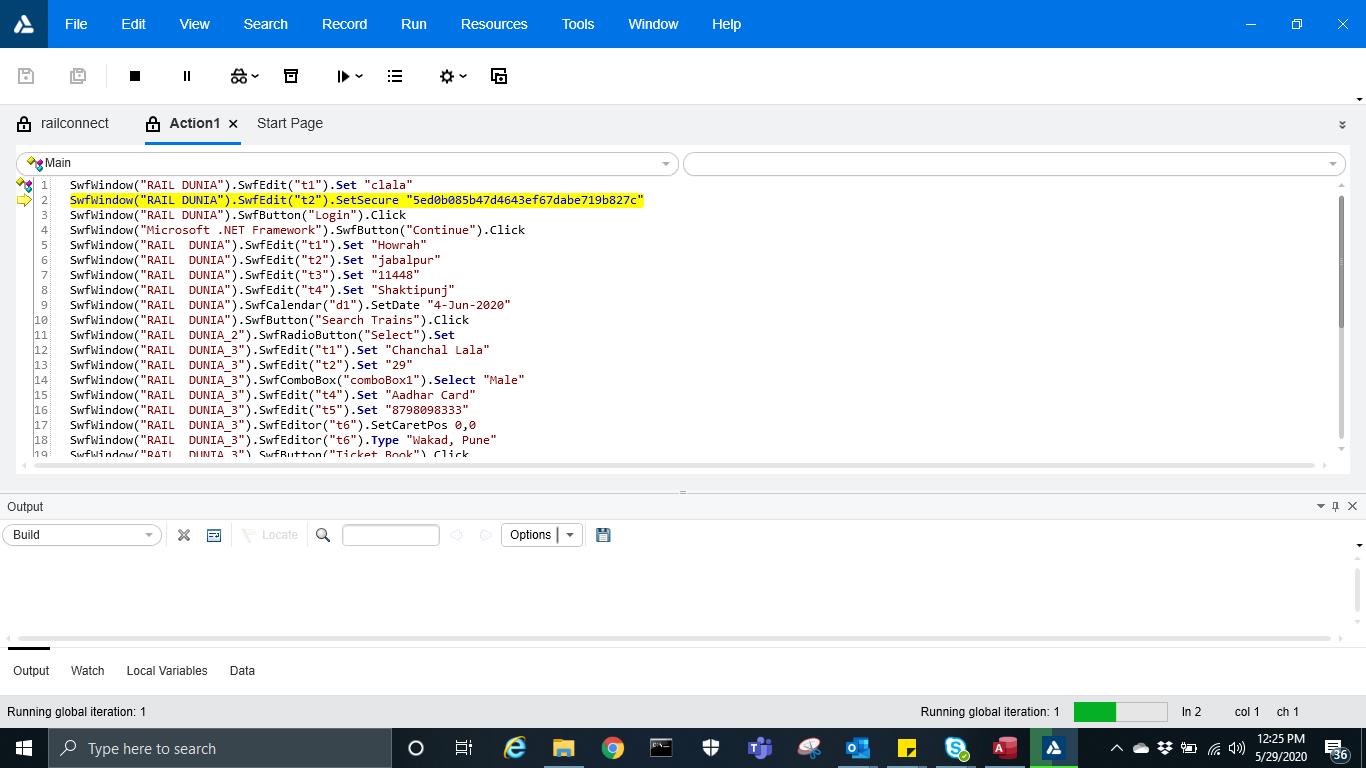 File Edit View Search Record Run Resources Tools Window Help
railconnect Action1 Start Page
Main
1 SwfWindow("RAIL DUNIA").SwfEdit("t1").Set "clala"
2 SwfWindow("RAIL DUNIA").SwfEdit("t2").SetSecure "5ed0b085b47d4643ef67dabe719b827c"
3 SwfWindow("RAIL DUNIA").SwfButton("Login").Click
4 SwfWindow("Microsoft .NET Framework").SwfButton("Continue").Click
5 SwfWindow("RAIL  DUNIA").SwfEdit("t1").Set "Howrah"
6 SwfWindow("RAIL  DUNIA").SwfEdit("t2").Set "jabalpur"
7 SwfWindow("RAIL  DUNIA").SwfEdit("t3").Set "11448"
8 SwfWindow("RAIL  DUNIA").SwfEdit("t4").Set "Shaktipunj"
9 SwfWindow("RAIL  DUNIA").SwfCalendar("d1").SetDate "4-Jun-2020"
10 SwfWindow("RAIL  DUNIA").SwfButton("Search Trains").Click
11 SwfWindow("RAIL  DUNIA_2").SwfRadioButton("Select").Set
12 SwfWindow("RAIL  DUNIA_3").SwfEdit("t1").Set "Chanchal Lala"
13 SwfWindow("RAIL  DUNIA_3").SwfEdit("t2").Set "29"
14 SwfWindow("RAIL  DUNIA_3").SwfComboBox("comboBox1").Select "Male"
15 SwfWindow("RAIL  DUNIA_3").SwfEdit("t4").Set "Aadhar Card"
16 SwfWindow("RAIL  DUNIA_3").SwfEdit("t5").Set "8798098333"
17 SwfWindow("RAIL  DUNIA_3").SwfEditor("t6").SetCaretPos 0,0
18 SwfWindow("RAIL  DUNIA_3").SwfEditor("t6").Type "Wakad, Pune"
19 SwfWindow("RAIL  DUNIA_3").SwfButton("Ticket Book").Click
Output
Build Locate Options
Output Watch Local Variables Data
Running global iteration: 1 Running global iteration: 1 ln 2 col 1 ch 1
Type here to search 12:25 PM
5/29/2020 36